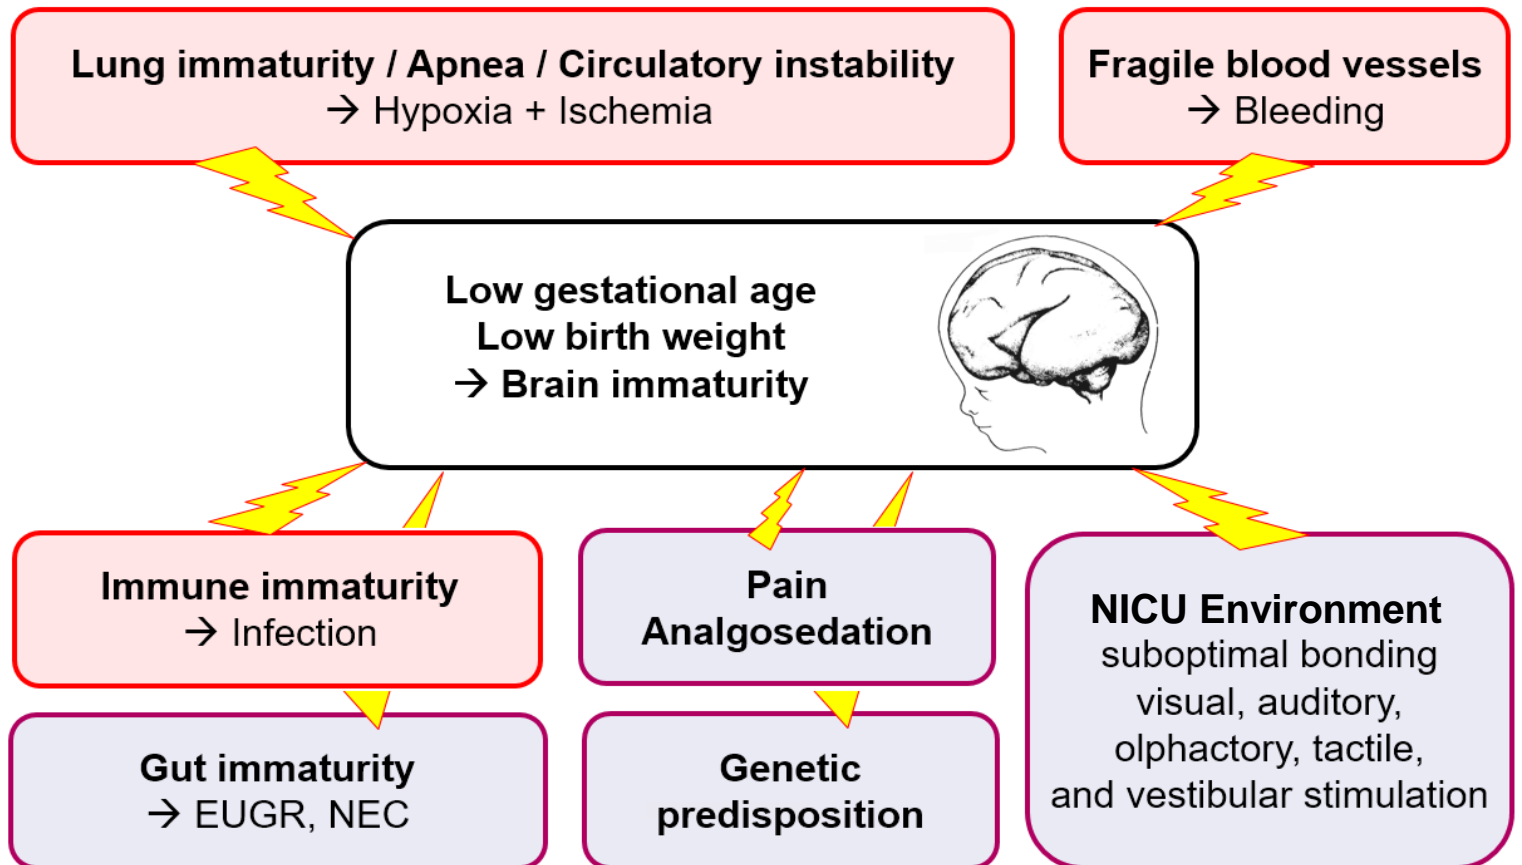 Lung immaturity / Apnea / Circulatory instability
→ Hypoxia + Ischemia
Fragile blood vessels
→ Bleeding
Low gestational age
Low birth weight
→ Brain immaturity
Immune immaturity
→ Infection
Pain
Analgosedation
NICU Environment
suboptimal bonding
visual, auditory,
olphactory, tactile,
and vestibular stimulation
Gut immaturity
→ EUGR, NEC
Genetic
predisposition